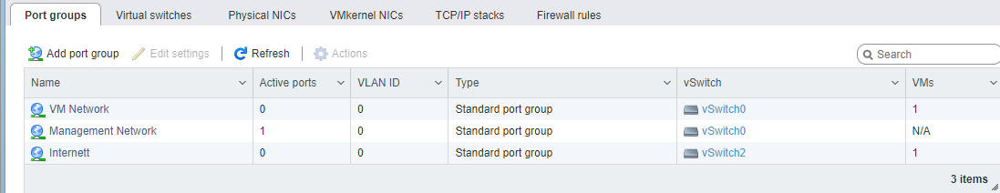 Port groups Virtual switches Physical NICs VMkernel NICs TCP/IP stacks Firewall rules
Add port group Edit settings Refresh Actions Search
Name Active ports VLAN ID Type vSwitch VMs
VM Network 0 0 Standard port group vSwitch0 1
Management Network 1 0 Standard port group vSwitch0 N/A
Internett 0 0 Standard port group vSwitch2 1
3 items